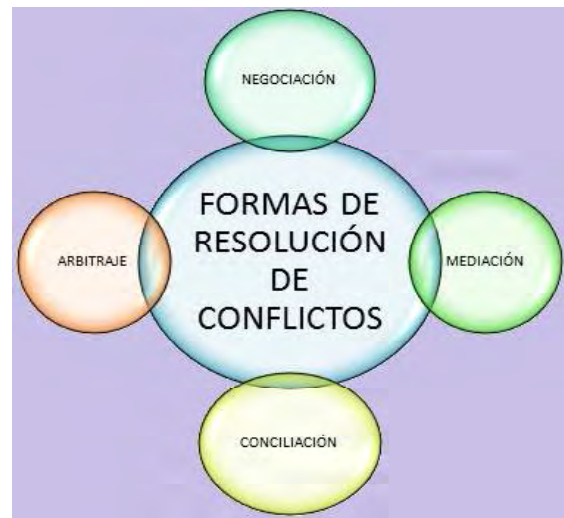 NEGOCIACIÓN
FORMAS DE
RESOLUCIÓN
DE
CONFLICTOS
ARBITRAJE
MEDIACIÓN
CONCILIACIÓN